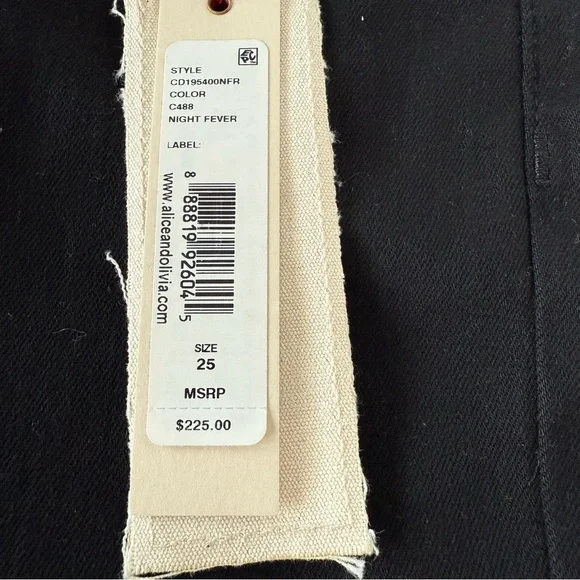 STYLE
CD195400NFR
COLOR
C488
NIGHT FEVER
LABEL:
8 88819 92604 5
www.aliceandolivia.com
SIZE
25
MSRP
$225.00